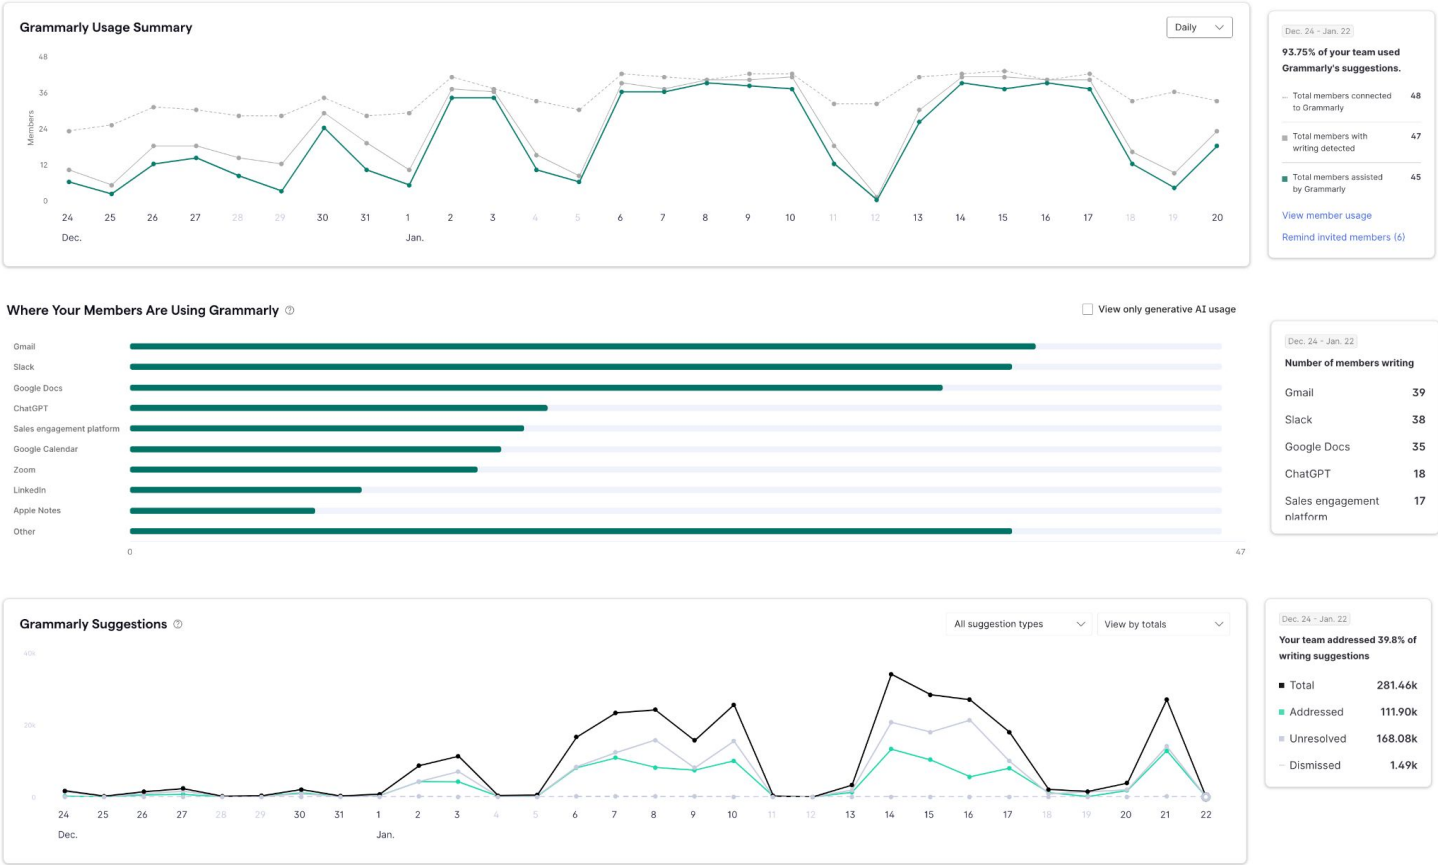 Grammarly Usage Summary
Daily
48
36
24
12
0
Members
24 25 26 27 28 29 30 31 1 2 3 4 5 6 7 8 9 10 11 12 13 14 15 16 17 18 19 20
Dec. Jan.
Dec. 24 - Jan. 22
93.75% of your team used
Grammarly's suggestions.
Total members connected 48
to Grammarly
Total members with 47
writing detected
Total members assisted 45
by Grammarly
View member usage
Remind invited members (6)
Where Your Members Are Using Grammarly
View only generative AI usage
Gmail
Slack
Google Docs
ChatGPT
Sales engagement platform
Google Calendar
Zoom
LinkedIn
Apple Notes
Other
0 47
Dec. 24 - Jan. 22
Number of members writing
Gmail 39
Slack 38
Google Docs 35
ChatGPT 18
Sales engagement 17
platform
Grammarly Suggestions
All suggestion types
View by totals
40k
20k
0
24 25 26 27 28 29 30 31 1 2 3 4 5 6 7 8 9 10 11 12 13 14 15 16 17 18 19 20 21 22
Dec. Jan.
Dec. 24 - Jan. 22
Your team addressed 39.8% of
writing suggestions
Total 281.46k
Addressed 111.90k
Unresolved 168.08k
Dismissed 1.49k